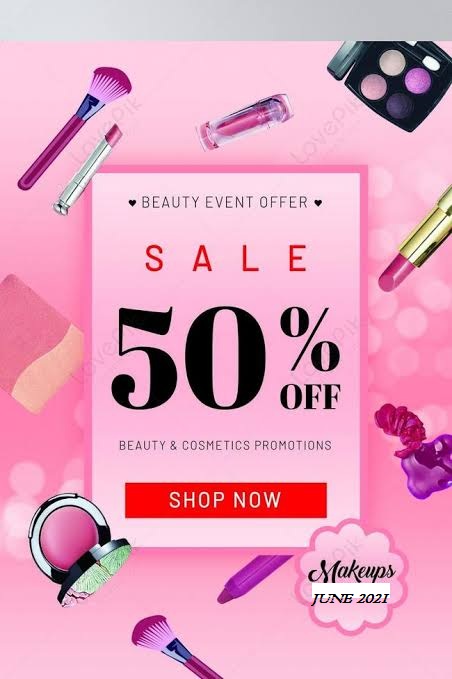 ♥ BEAUTY EVENT OFFER ♥
SALE
50%
OFF
BEAUTY & COSMETICS PROMOTIONS
SHOP NOW
Makeups
JUNE 2021